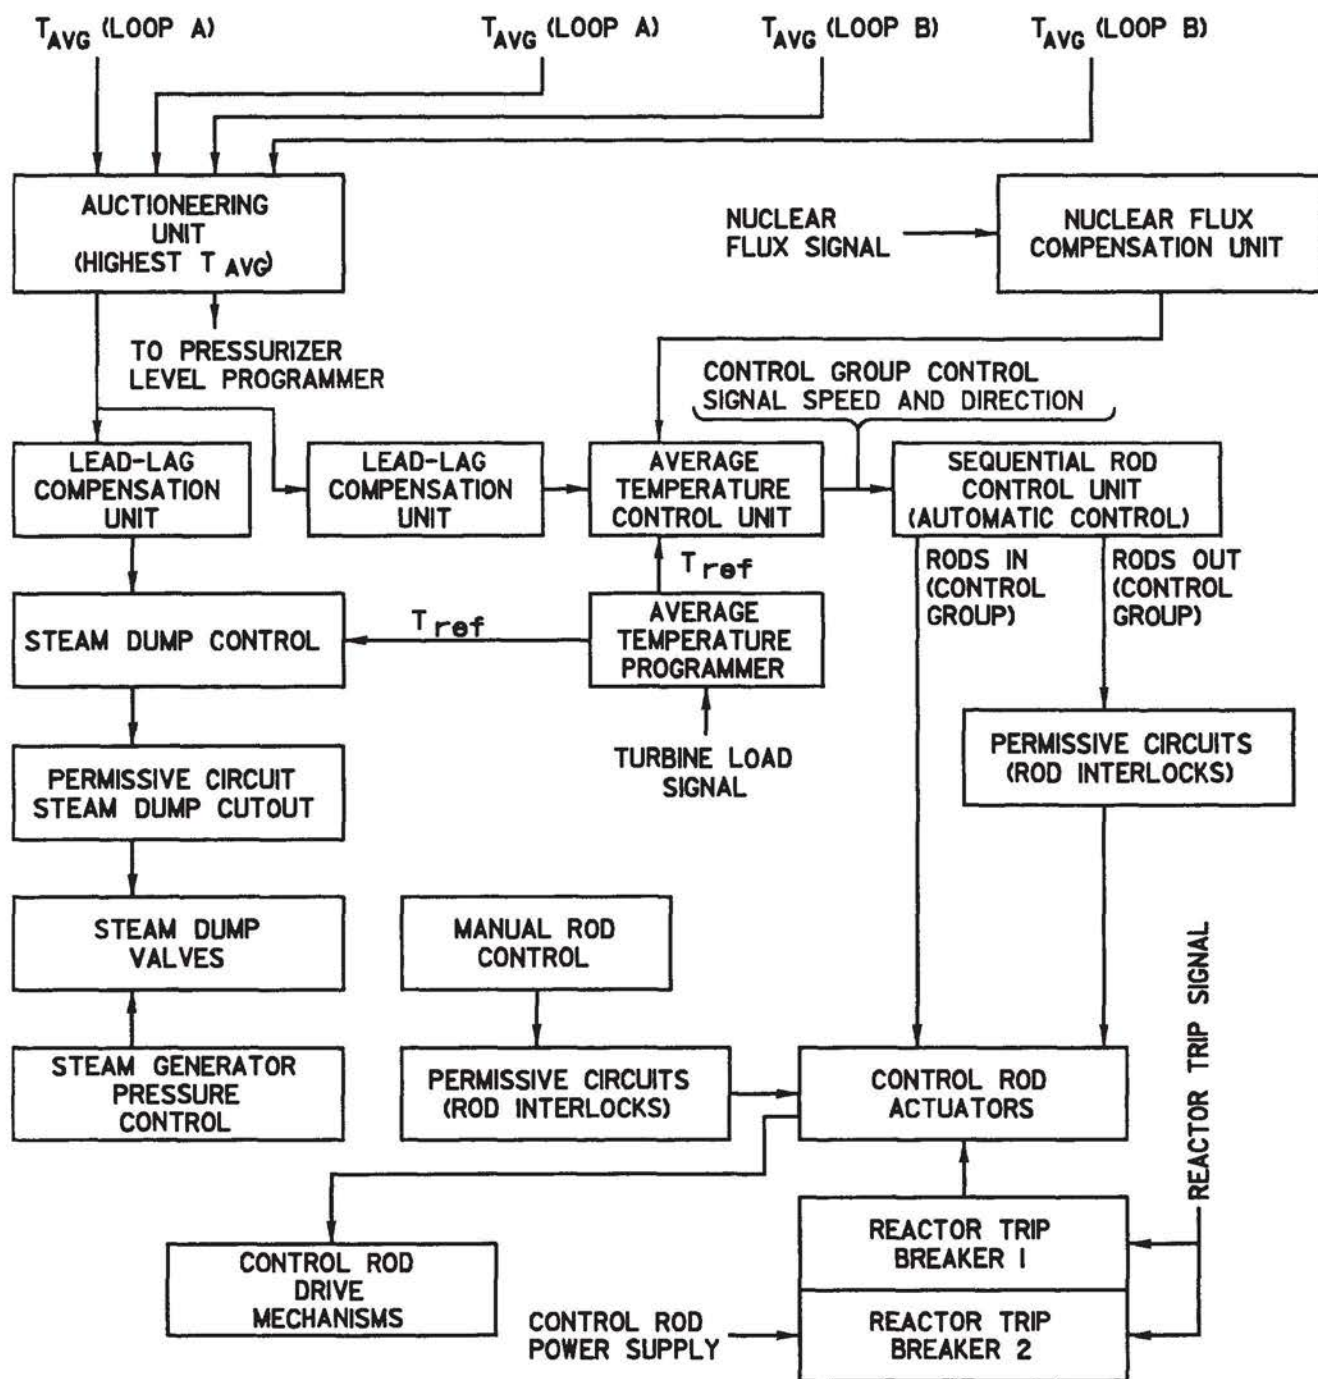 TAVG (LOOP A)
TAVG (LOOP A)
TAVG (LOOP B)
TAVG (LOOP B)
AUCTIONEERING
UNIT
(HIGHEST T AVG)
NUCLEAR
FLUX SIGNAL
NUCLEAR FLUX
COMPENSATION UNIT
TO PRESSURIZER
LEVEL PROGRAMMER
CONTROL GROUP CONTROL
SIGNAL SPEED AND DIRECTION
LEAD-LAG
COMPENSATION
UNIT
LEAD-LAG
COMPENSATION
UNIT
AVERAGE
TEMPERATURE
CONTROL UNIT
SEQUENTIAL ROD
CONTROL UNIT
(AUTOMATIC CONTROL)
Tref
RODS IN
(CONTROL
GROUP)
RODS OUT
(CONTROL
GROUP)
STEAM DUMP CONTROL
Tref
AVERAGE
TEMPERATURE
PROGRAMMER
TURBINE LOAD
SIGNAL
PERMISSIVE CIRCUITS
(ROD INTERLOCKS)
PERMISSIVE CIRCUIT
STEAM DUMP CUTOUT
STEAM DUMP
VALVES
MANUAL ROD
CONTROL
REACTOR TRIP SIGNAL
STEAM GENERATOR
PRESSURE
CONTROL
PERMISSIVE CIRCUITS
(ROD INTERLOCKS)
CONTROL ROD
ACTUATORS
CONTROL ROD
DRIVE
MECHANISMS
REACTOR TRIP
BREAKER 1
CONTROL ROD
POWER SUPPLY
REACTOR TRIP
BREAKER 2